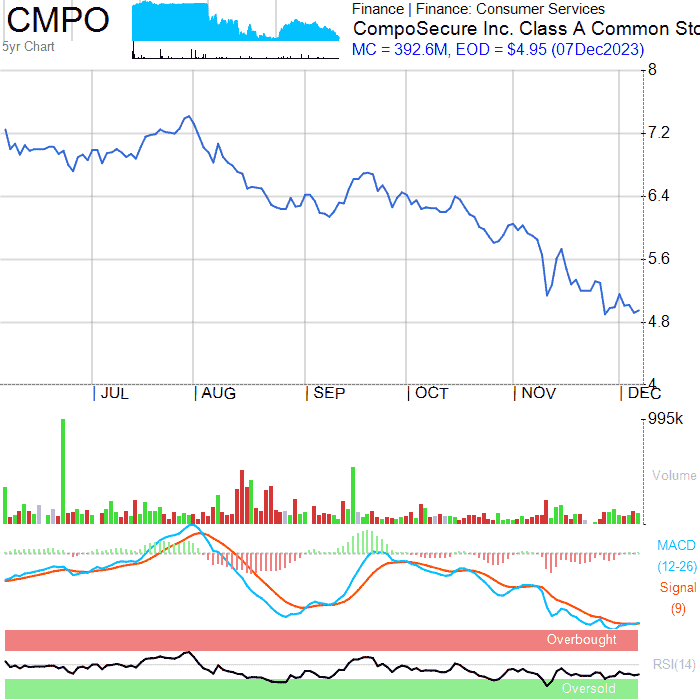 CMPO
5yr Chart
Finance | Finance: Consumer Services
CompoSecure Inc. Class A Common Sto
MC = 392.6M, EOD = $4.95 (07Dec2023)
8
7.2
6.4
5.6
4.8
4
JUL AUG SEP OCT NOV DEC
995k
Volume
MACD
(12-26)
Signal
(9)
Overbought
RSI(14)
Oversold